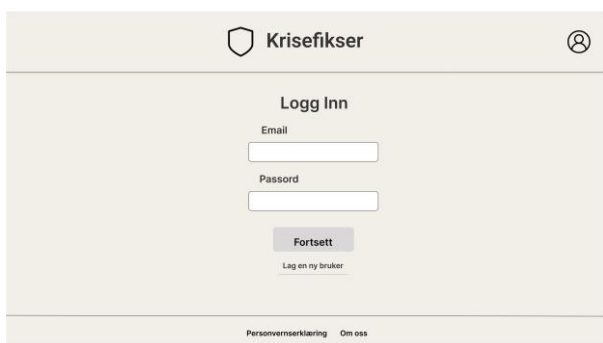 Krisefikser
Logg Inn
Email
Passord
Fortsett
Lag en ny bruker
Personvernserklæring Om oss